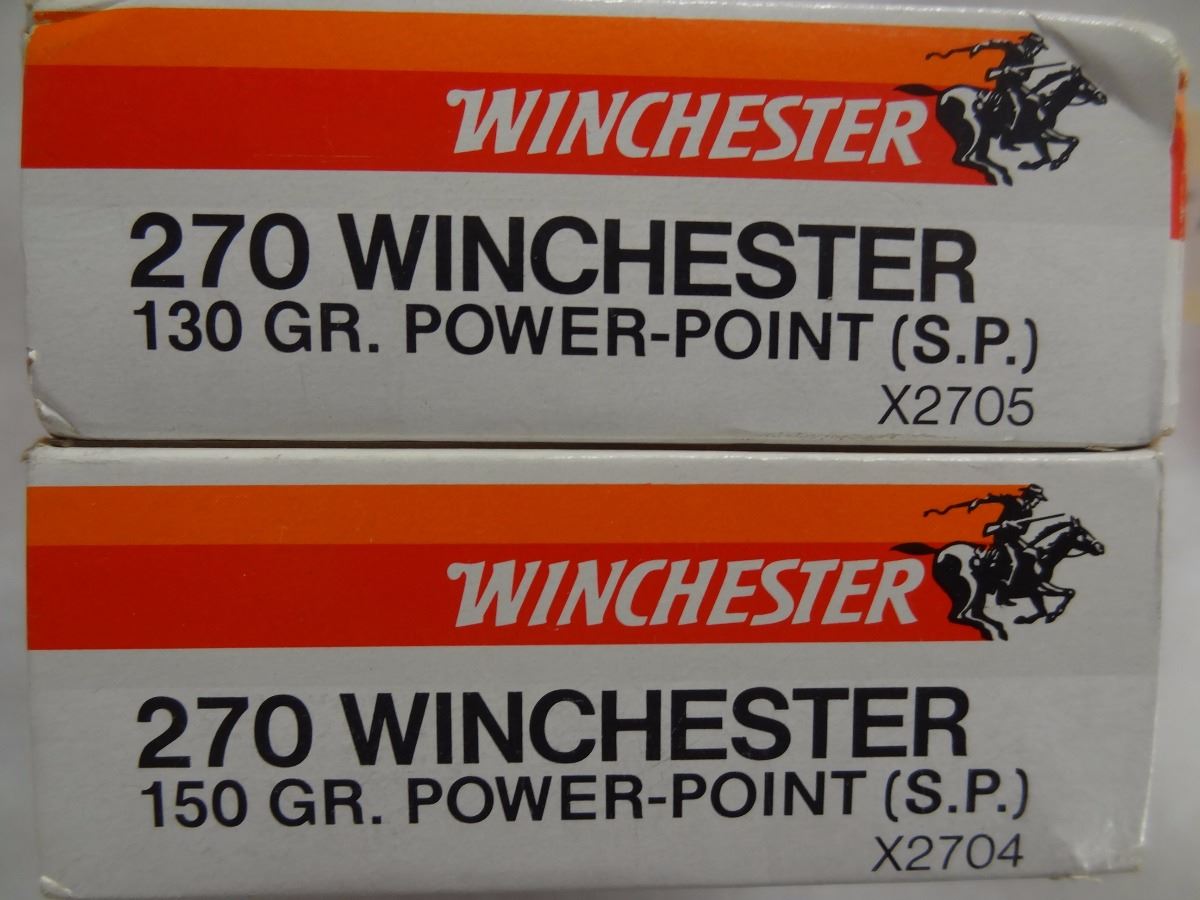 WINCHESTER
270 WINCHESTER
130 GR. POWER-POINT (S.P.)
X2705
WINCHESTER
270 WINCHESTER
150 GR. POWER-POINT (S.P.)
X2704